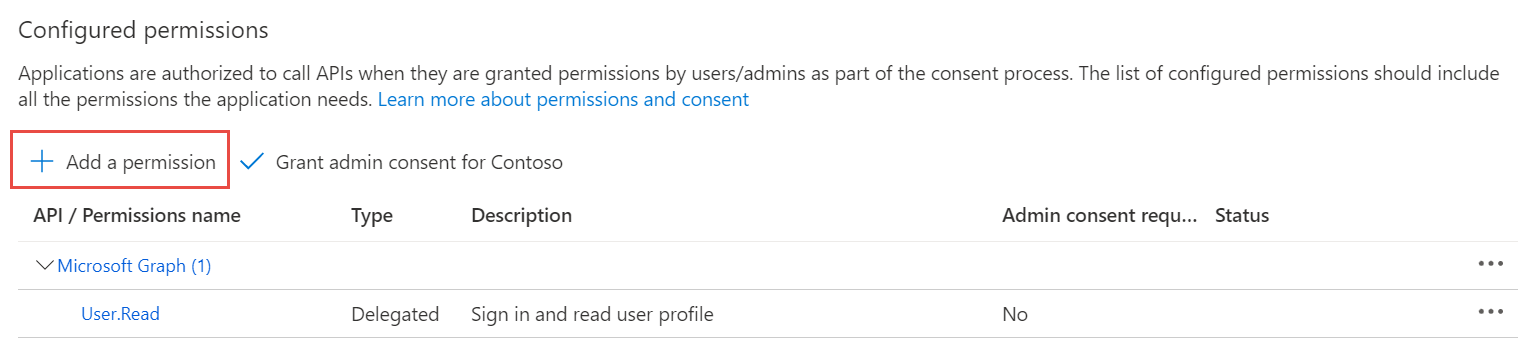 Configured permissions
Applications are authorized to call APIs when they are granted permissions by users/admins as part of the consent process. The list of configured permissions should include
all the permissions the application needs. Learn more about permissions and consent
Add a permission Grant admin consent for Contoso
API / Permissions name Type Description Admin consent requ... Status
Microsoft Graph (1)
User.Read Delegated Sign in and read user profile No